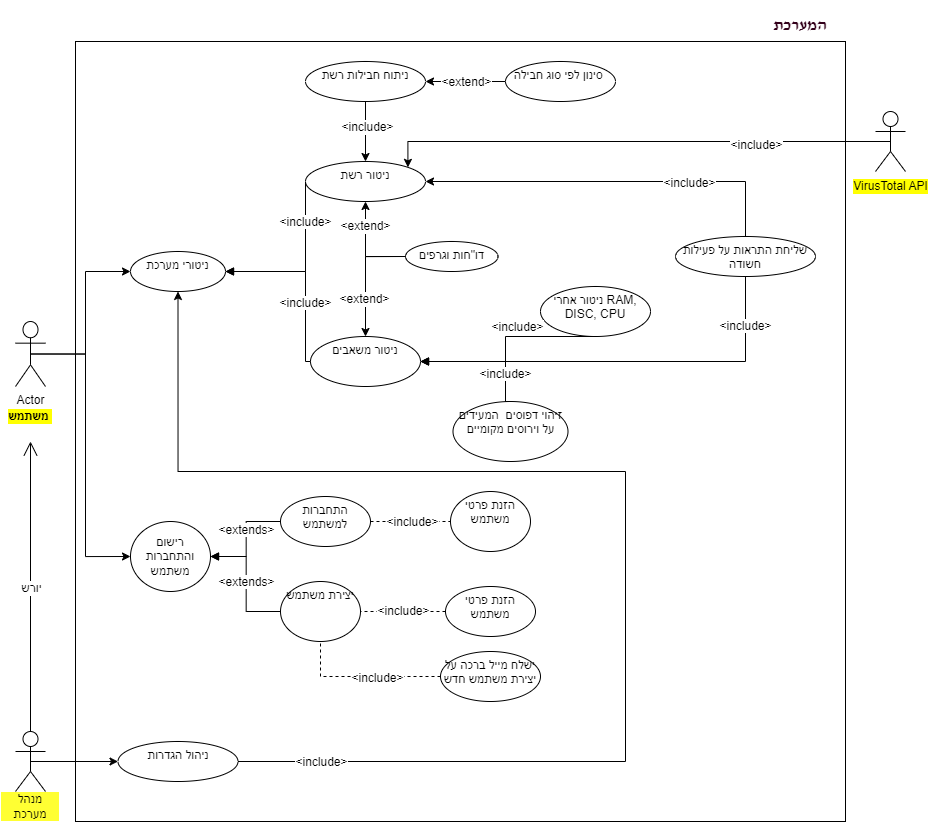 המערכת
ניתוח חבילות רשת
<extend>
סינון לפי סוג חבילה
<include>
<include>
VirusTotal API
ניטור רשת
<include>
<include>
<extend>
דו"חות וגרפים
שליחת התראות על פעילות
חשודה
ניטורי מערכת
<include>
<extend>
ניטור אחרי RAM,
DISC, CPU
<include>
<include>
ניטור משאבים
<include>
Actor
משתמש
זיהוי דפוסים המעידים
על וירוסים מקומיים
רישום
והתחברות
משתמש
<extends>
התחברות
למשתמש
<include>
הזנת פרטי
משתמש
<extends>
יצירת משתמש
<include>
הזנת פרטי
משתמש
<include>
ישלח מייל ברכה על
יצירת משתמש חדש
יורש
ניהול הגדרות
<include>
מנהל
מערכת